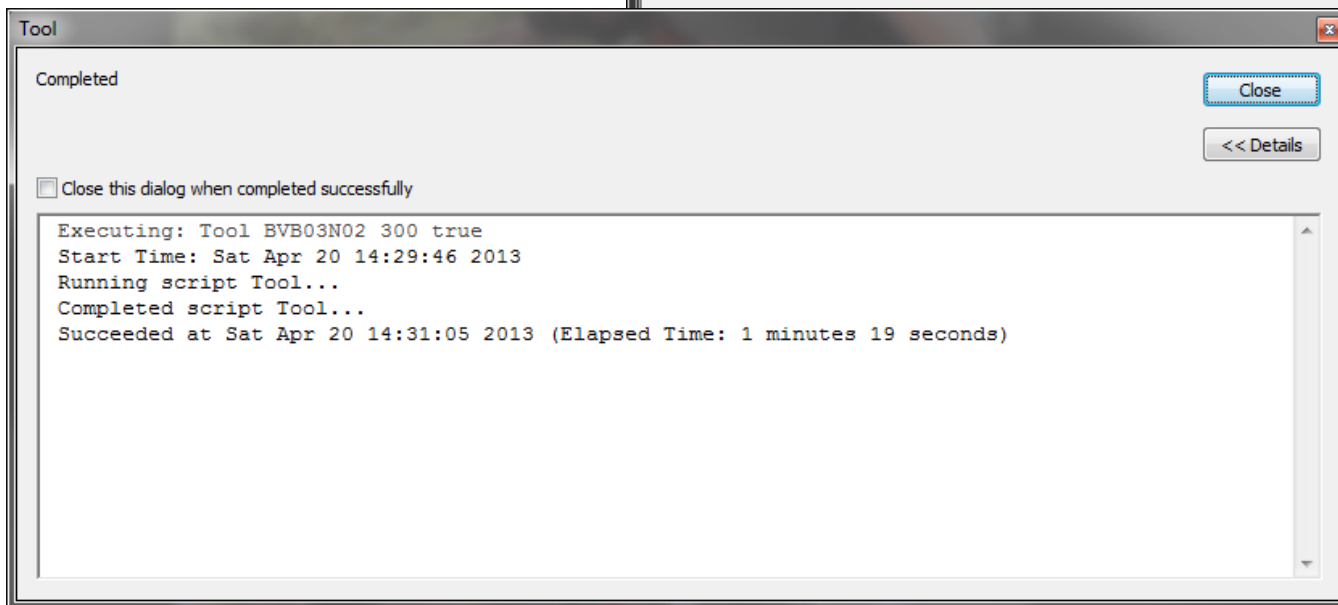 Tool
Completed
Close
<< Details
Close this dialog when completed successfully
Executing: Tool BVB03N02 300 true
Start Time: Sat Apr 20 14:29:46 2013
Running script Tool...
Completed script Tool...
Succeeded at Sat Apr 20 14:31:05 2013 (Elapsed Time: 1 minutes 19 seconds)